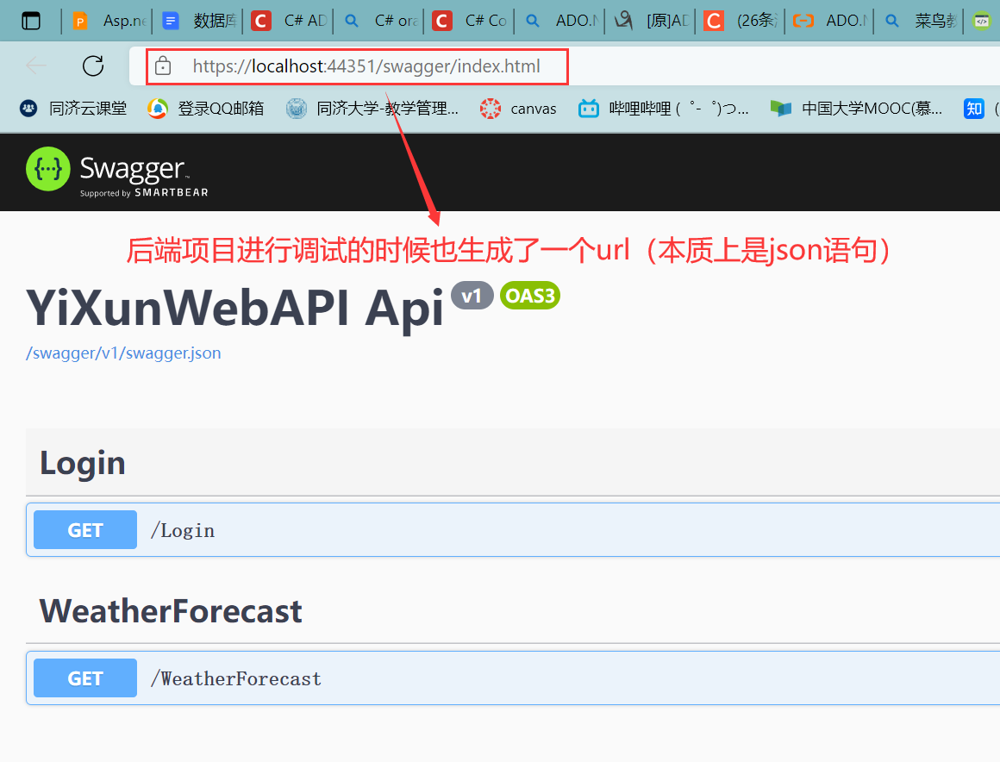 Asp.ne
数据库
C# AD
C# ora
C# Co
ADO.N
[原]AD
(26条
ADO.N
菜鸟教
https://localhost:44351/swagger/index.html
同济云课堂
登录QQ邮箱
同济大学-教学管理...
canvas
哔哩哔哩 ( ゜- ゜)つ...
中国大学MOOC(慕...
知
(
{···} Swagger™
Supported by SMARTBEAR
后端项目进行调试的时候也生成了一个url（本质上是json语句）
YiXunWebAPI Api v1 OAS3
/swagger/v1/swagger.json
Login
GET /Login
WeatherForecast
GET /WeatherForecast